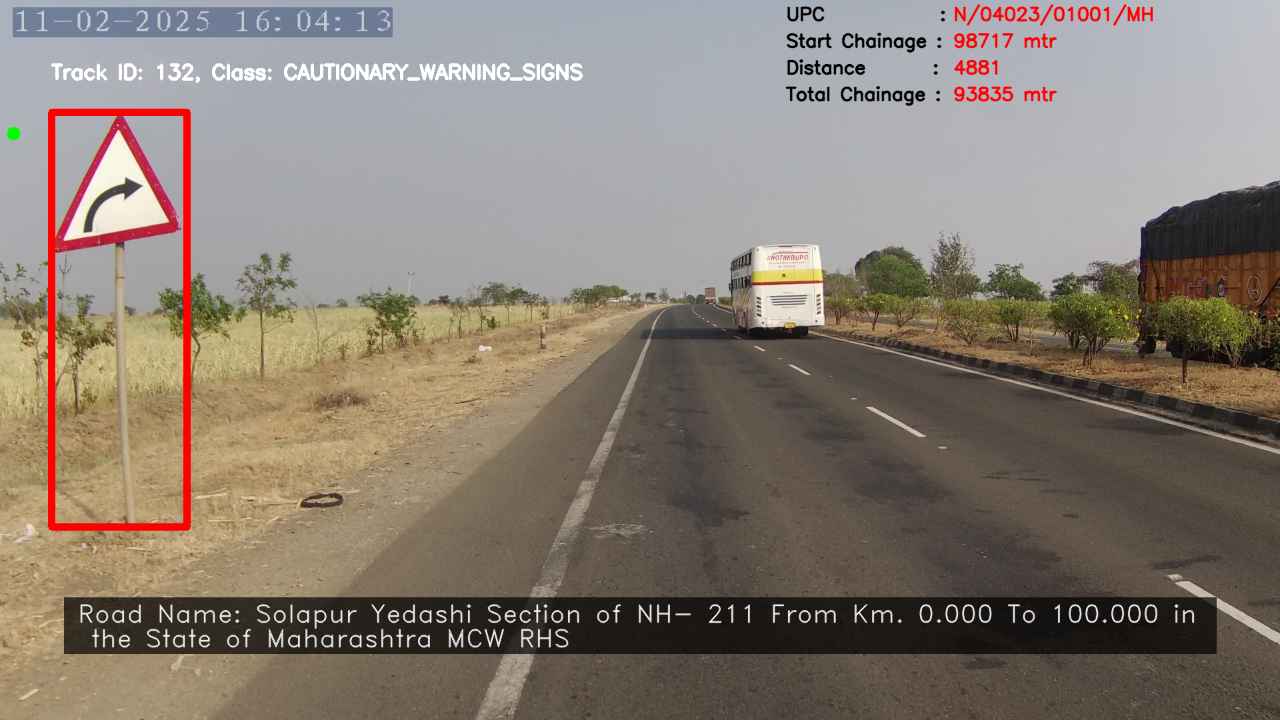 11-02-2025 16:04:13
UPC : N/04023/01001/MH
Start Chainage : 98717 mtr
Distance : 4881
Total Chainage : 93835 mtr
Track ID: 132, Class: CAUTIONARY_WARNING_SIGNS
Road Name: Solapur Yedashi Section of NH- 211 From Km. 0.000 To 100.000 in
the State of Maharashtra MCW RHS